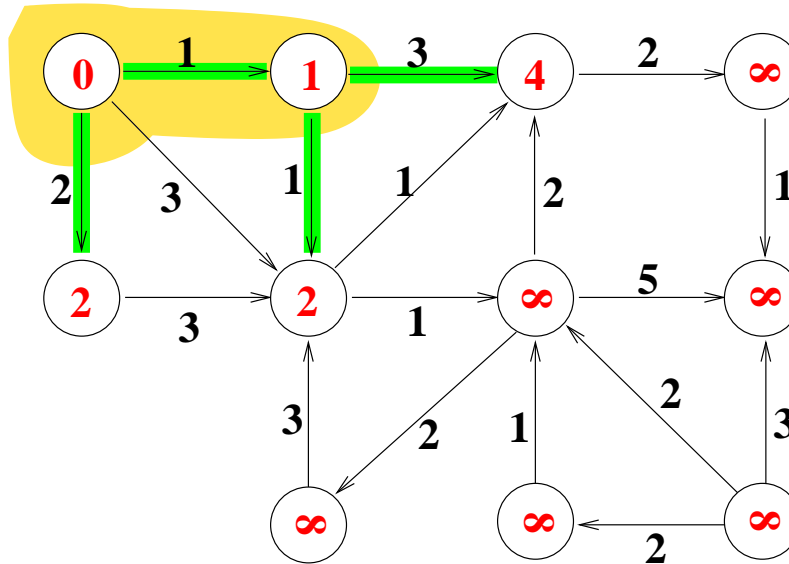 1 3 2
0 1 4 ∞
2 3 1 1 2 1
2 2 ∞ 5 ∞
3 1
3 2 1 2 3
∞ ∞ ∞
2